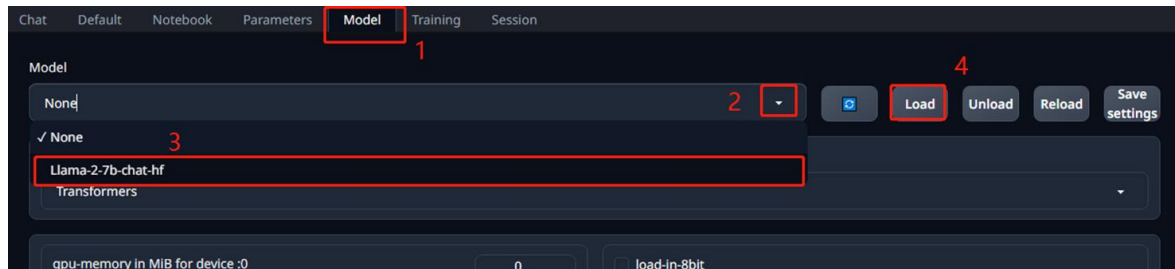 Chat Default Notebook Parameters Model Training Session
1
Model
4
None 2 Load Unload Reload Save settings
✓ None
3
Llama-2-7b-chat-hf
Transformers
gpu-memory in MiB for device :0 0 load-in-8bit